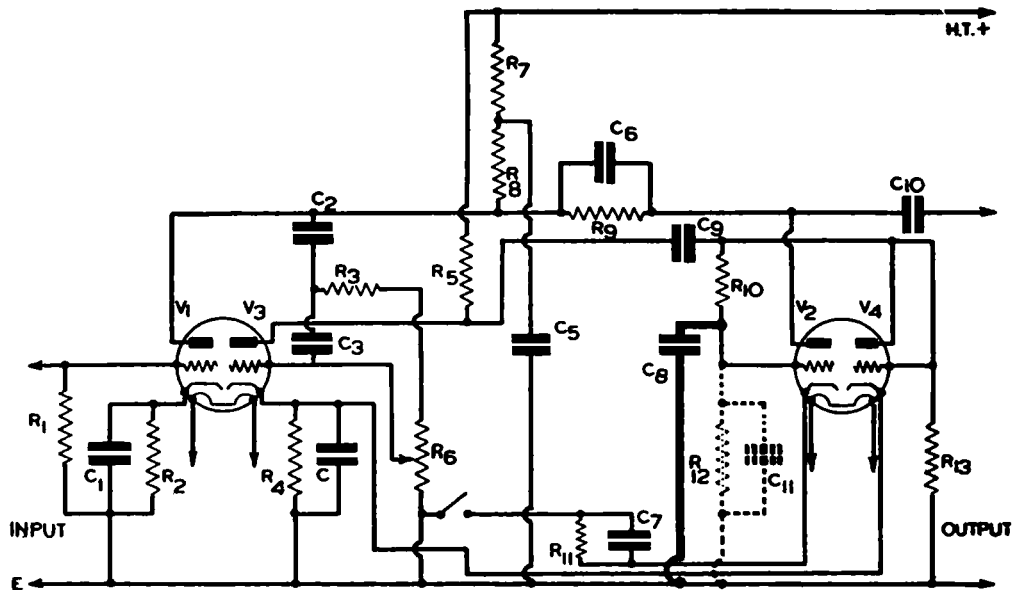 H.T.+
R7
C6
R8
C2
C10
R9
C9
R3
R5
R10
V1
V3
V2
V4
C3
C5
C8
R1
C1
R2
R4
C
R6
R12
C11
R13
C7
R11
INPUT
OUTPUT
E